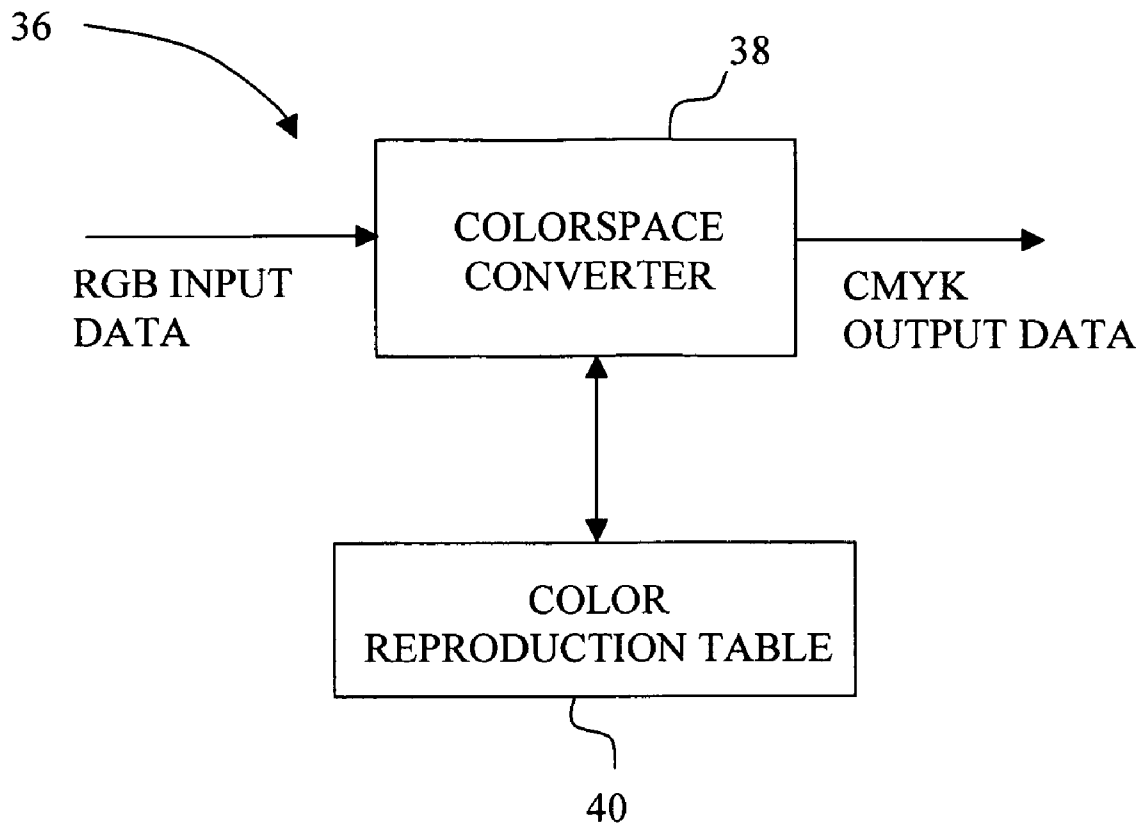 36
38
COLORSPACE
CONVERTER
RGB INPUT
DATA
CMYK
OUTPUT DATA
COLOR
REPRODUCTION TABLE
40